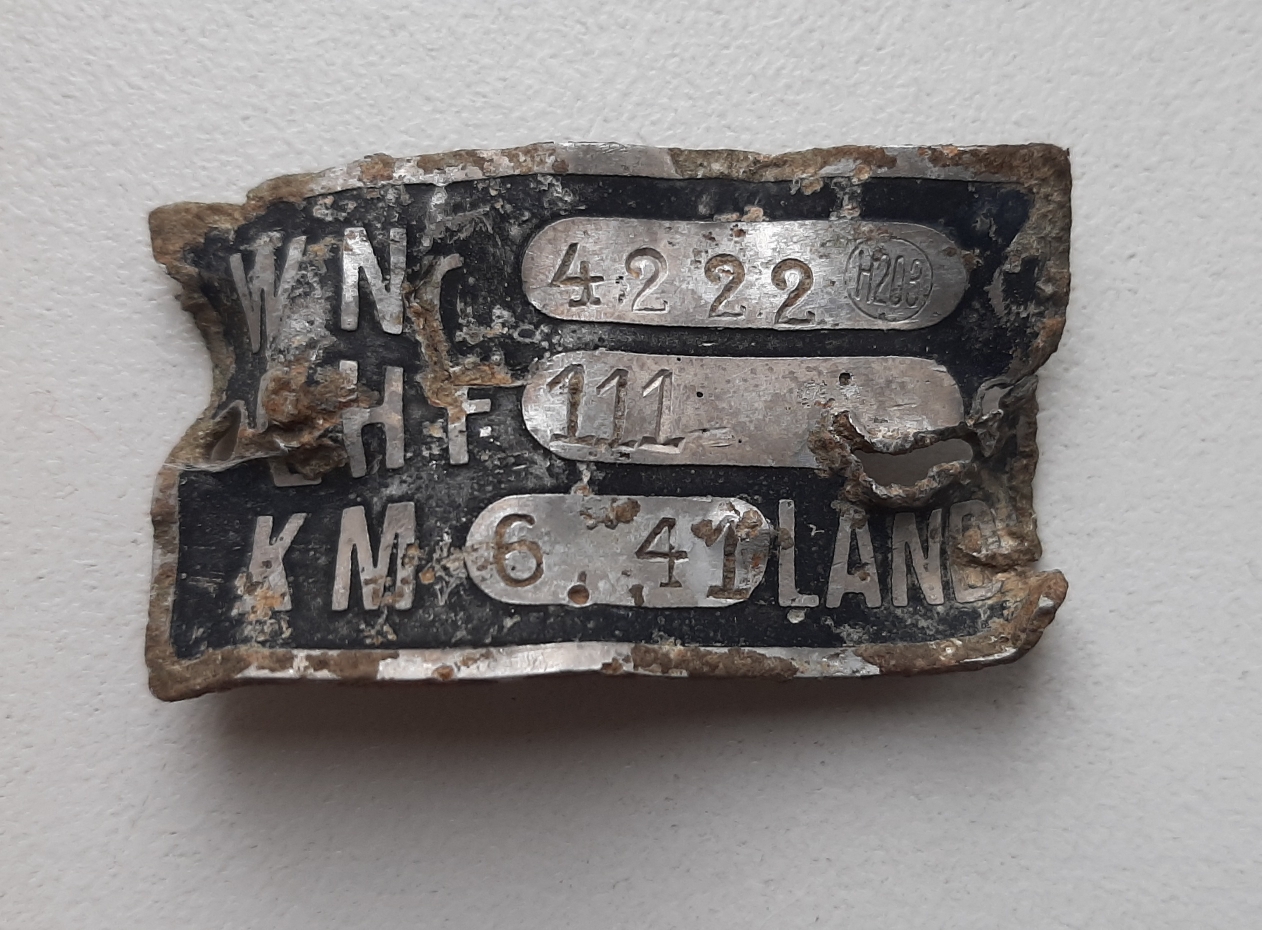 WN 4222 H203
HF 111-
KM 6.41 LAND